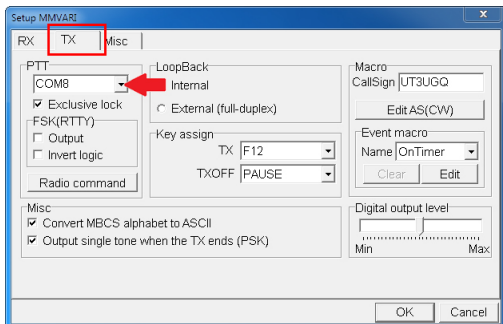 Setup MMVARI
RX TX Misc
PTT
COM8
Exclusive lock
FSK(RTTY)
Output
Invert logic
Radio command
LoopBack
Internal
External (full-duplex)
Key assign
TX F12
TXOFF PAUSE
Macro
CallSign UT3UGQ
Edit AS(CW)
Event macro
Name OnTimer
Clear Edit
Misc
Convert MBCS alphabet to ASCII
Output single tone when the TX ends (PSK)
Digital output level
Min Max
OK Cancel